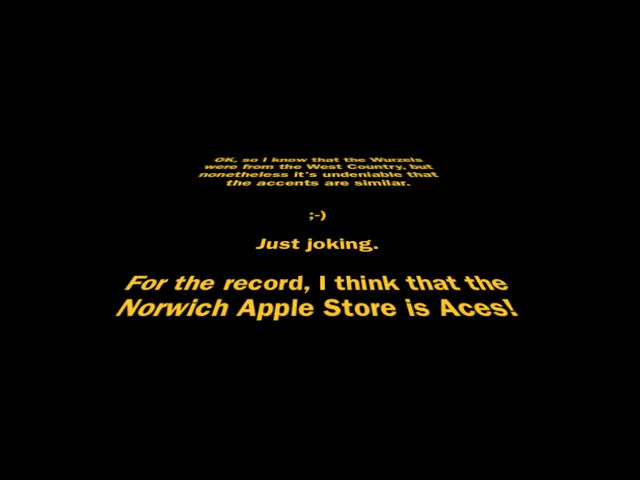 OK, so I know that the Wurzels
were from the West Country, but
nonetheless it's undeniable that
the accents are similar.
;-)
Just joking.
For the record, I think that the
Norwich Apple Store is Aces!